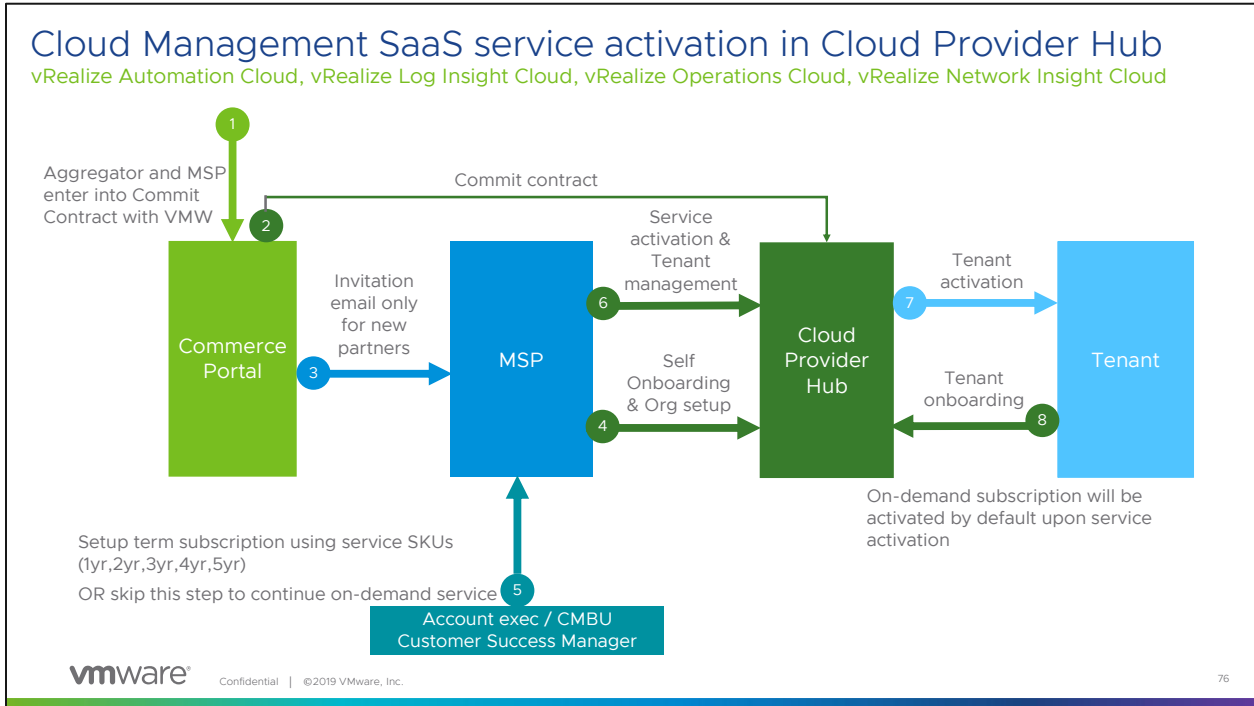 Cloud Management SaaS service activation in Cloud Provider Hub
vRealize Automation Cloud, vRealize Log Insight Cloud, vRealize Operations Cloud, vRealize Network Insight Cloud
1
Aggregator and MSP
enter into Commit
Contract with VMW
2
Commit contract
Commerce
Portal
Invitation
email only
for new
partners
3
MSP
Service
activation &
Tenant
management
6
Self
Onboarding
& Org setup
4
Cloud
Provider
Hub
Tenant
activation
7
Tenant
onboarding
8
Tenant
On-demand subscription will be
activated by default upon service
activation
Setup term subscription using service SKUs
(1yr,2yr,3yr,4yr,5yr)
OR skip this step to continue on-demand service
5
Account exec / CMBU
Customer Success Manager
vmware®
Confidential | ©2019 VMware, Inc.
76